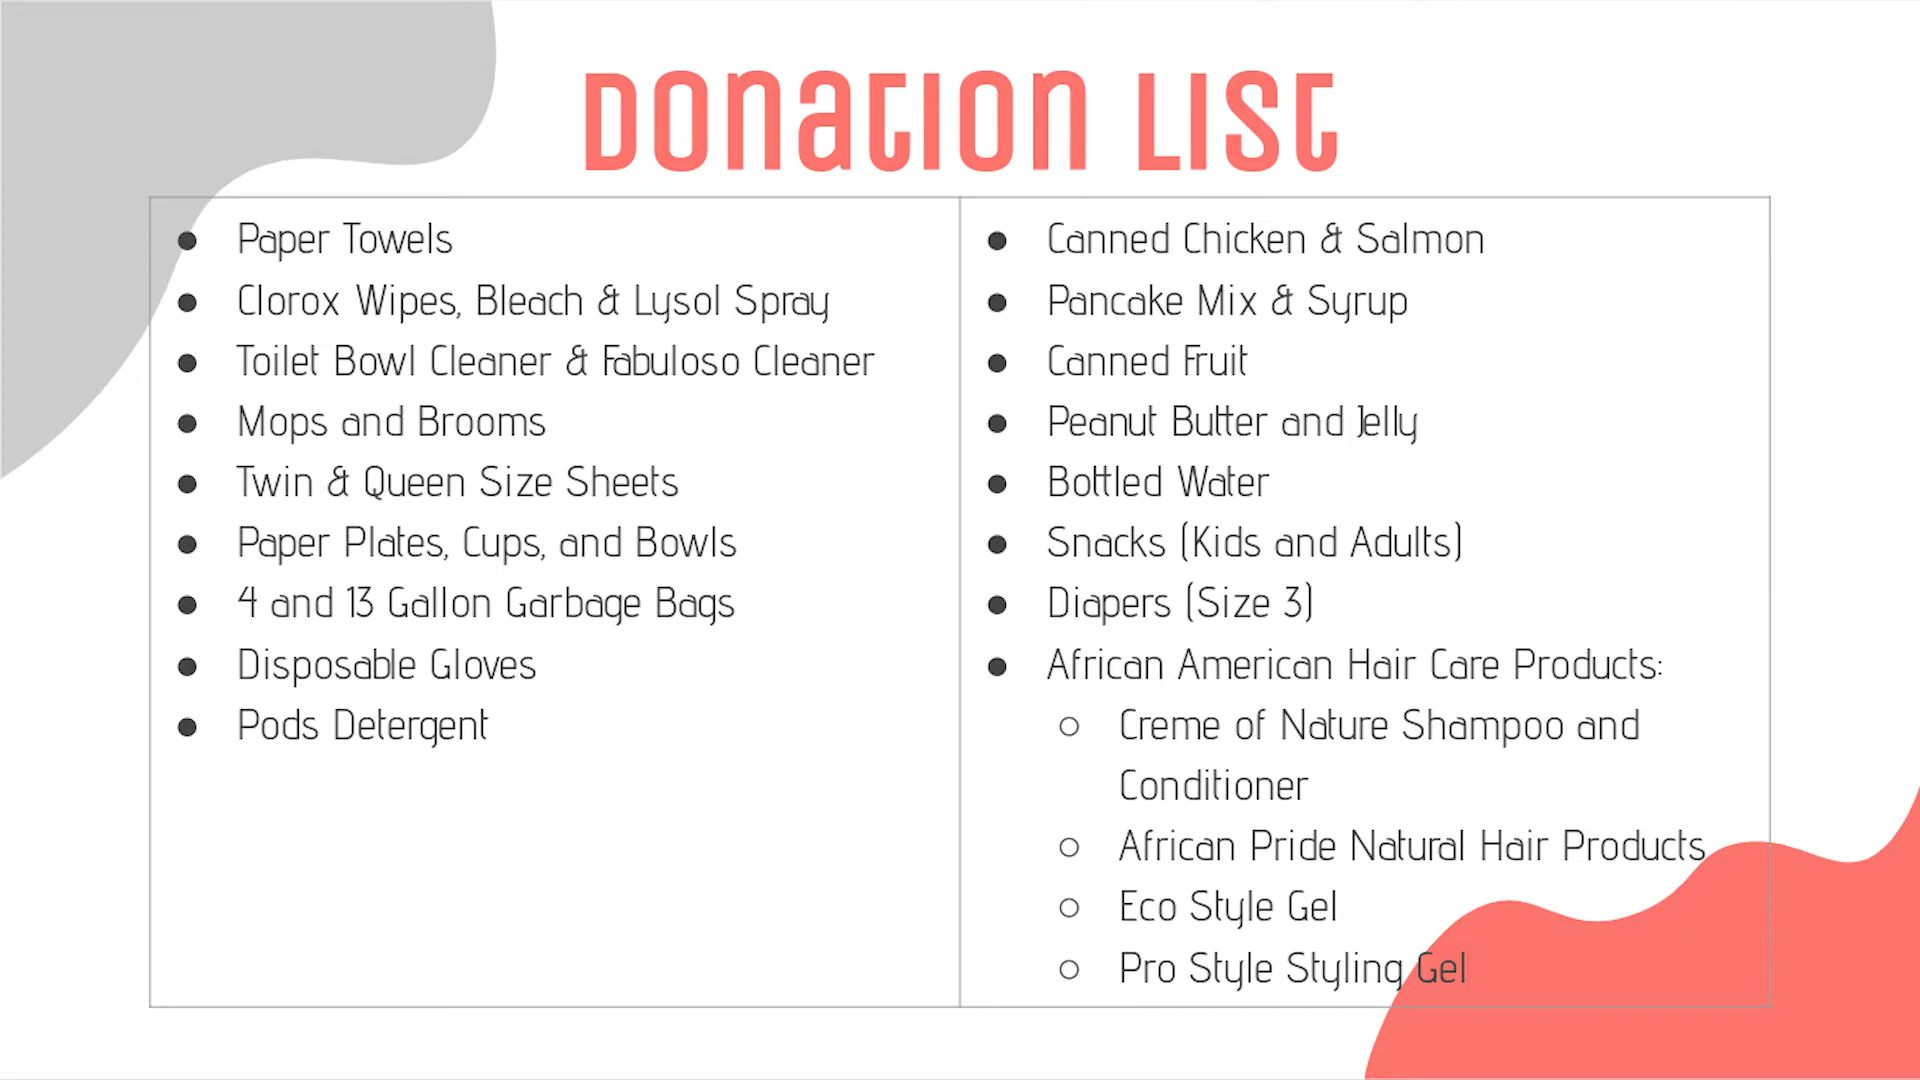 Donation List
Paper Towels
Clorox Wipes, Bleach & Lysol Spray
Toilet Bowl Cleaner & Fabuloso Cleaner
Mops and Brooms
Twin & Queen Size Sheets
Paper Plates, Cups, and Bowls
4 and 13 Gallon Garbage Bags
Disposable Gloves
Pods Detergent
Canned Chicken & Salmon
Pancake Mix & Syrup
Canned Fruit
Peanut Butter and Jelly
Bottled Water
Snacks (Kids and Adults)
Diapers (Size 3)
African American Hair Care Products:
Creme of Nature Shampoo and
Conditioner
African Pride Natural Hair Products
Eco Style Gel
Pro Style Styling Gel